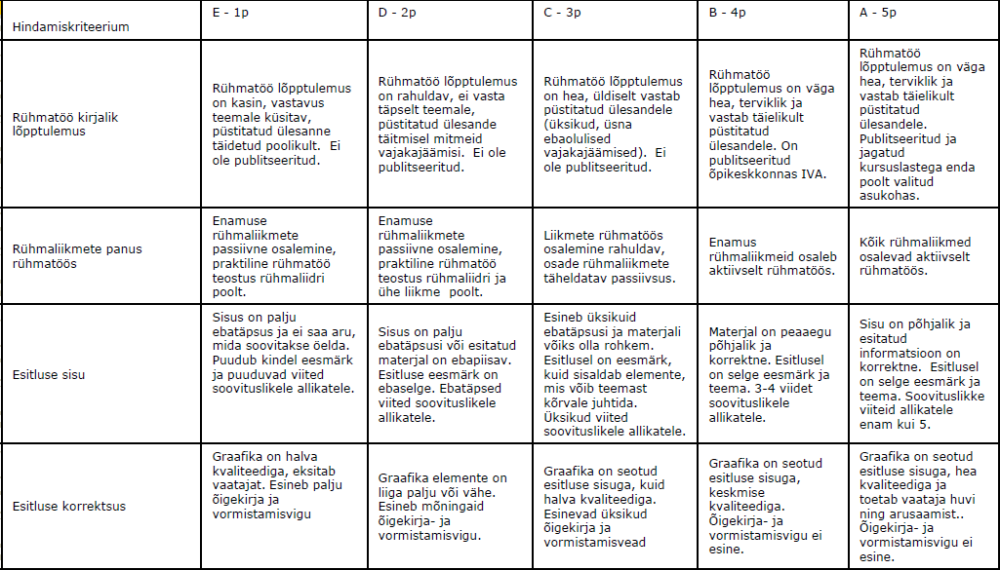 Hindamiskriteerium
E - 1p
D - 2p
C - 3p
B - 4p
A - 5p
Rühmatöö kirjalik
lõpptulemus
Rühmatöö lõpptulemus
on kasin, vastavus
teemale küsitav,
püstitatud ülesanne
täidetud poolikult.  Ei
ole publitseeritud.
Rühmatöö lõpptulemus
on rahuldav, ei vasta
täpselt teemale,
püstitatud ülesande
täitmisel mitmeid
vajakajäämisi.  Ei ole
publitseeritud.
Rühmatöö lõpptulemus
on hea, üldiselt vastab
püstitatud ülesandele
(üksikud, üsna
ebaolulised
vajakajäämised).  Ei
ole publitseeritud.
Rühmatöö
lõpptulemus on väga
hea, terviklik ja
vastab täielikult
püstitatud
ülesandele. On
publitseeritud
õpikeskkonnas IVA.
Rühmatöö
lõpptulemus on väga
hea, terviklik ja
vastab täielikult
püstitatud
ülesandele.
Publitseeritud ja
jagatud
kursuslastega enda
poolt valitud
asukohas.
Rühmaliikmete panus
rühmatöös
Enamuse
rühmaliikmete
passiivne osalemine,
praktiline rühmatöö
teostus rühmaliidri
poolt.
Enamuse
rühmaliikmete
passiivne osalemine,
praktiline rühmatöö
teostus rühmaliidri ja
ühe liikme  poolt.
Liikmete rühmatöös
osalemine rahuldav,
osade rühmaliikmete
täheldatav passiivsus.
Enamus
rühmaliikmeid osaleb
aktiivselt rühmatöös.
Kõik rühmaliikmed
osalevad aktiivselt
rühmatöös.
Esitluse sisu
Sisus on palju
ebatäpsus ja ei saa aru,
mida soovitakse öelda.
Puudub kindel eesmärk
ja puuduvad viited
soovituslikele allikatele.
Sisus on palju
ebatäpsusi või esitatud
materjal on ebapiisav.
Esitluse eesmärk on
ebaselge. Ebatäpsed
viited soovituslikele
allikatele.
Esineb üksikuid
ebatäpsusi ja materjali
võiks olla rohkem.
Esitlusel on eesmärk,
kuid sisaldab elemente,
mis võib teemast
kõrvale juhtida.
Üksikud viited
soovituslikele allikatele.
Materjal on peaaegu
põhjalik ja
korrektne. Esitlusel
on selge eesmärk ja
teema. 3-4 viidet
soovituslikele
allikatele.
Sisu on põhjalik ja
esitatud
informatsioon on
korrektne.  Esitlusel
on selge eesmärk ja
teema. Soovituslikke
viiteid allikatele
enam kui 5.
Esitluse korrektsus
Graafika on halva
kvaliteediga, eksitab
vaatajat. Esineb palju
õigekirja ja
vormistamisvigu
Graafika elemente on
liiga palju või vähe.
Esineb mõningaid
õigekirja- ja
vormistamisvigu.
Graafika on seotud
esitluse sisuga, kuid
halva kvaliteediga.
Esinevad üksikud
õigekirja ja
vormistamisvead
Graafika on seotud
esitluse sisuga,
keskmise
kvaliteediga.
Õigekirja- ja
vormistamisvigu ei
esine.
Graafika on seotud
esitluse sisuga, hea
kvaliteediga ja
toetab vaataja huvi
ning arusaamist..
Õigekirja- ja
vormistamisvigu ei
esine.